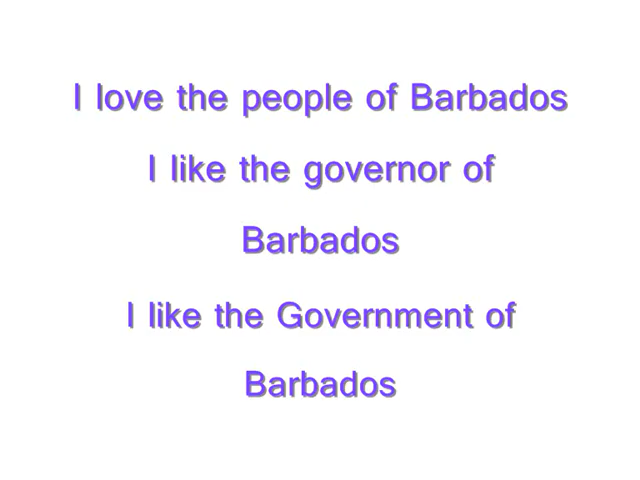 I love the people of Barbados
I like the governor of
Barbados
I like the Government of
Barbados